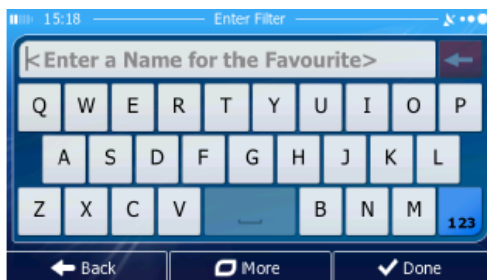 15:18 Enter Filter
<Enter a Name for the Favourite>
Q W E R T Y U I O P
A S D F G H J K L
Z X C V B N M 123
Back More Done